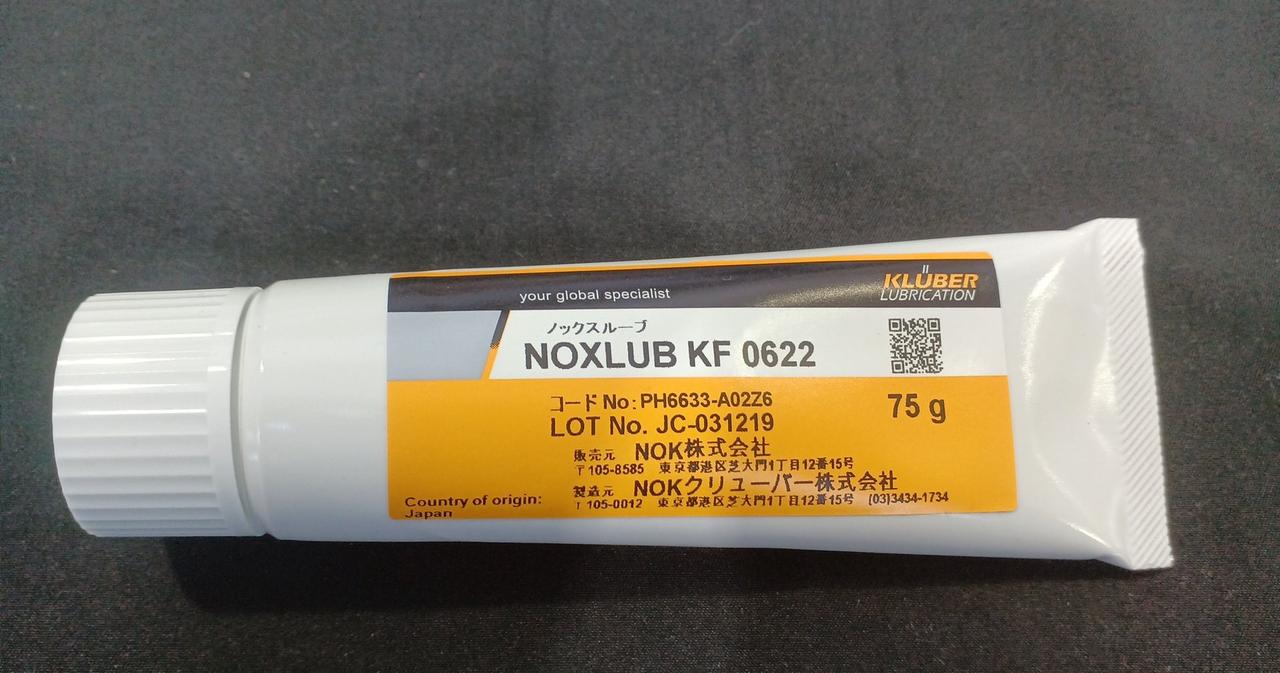 your global specialist
KLÜBER
LUBRICATION
ノックスルーブ
NOXLUB KF 0622
コードNo:PH6633-A02Z6
75 g
LOT No. JC-031219
販売元 NOK株式会社
〒105-8585 東京都港区芝大門1丁目12番15号
製造元 NOKクリューバー株式会社
〒105-0012 東京都港区芝大門1丁目12番15号 (03)3434-1734
Country of origin:
Japan